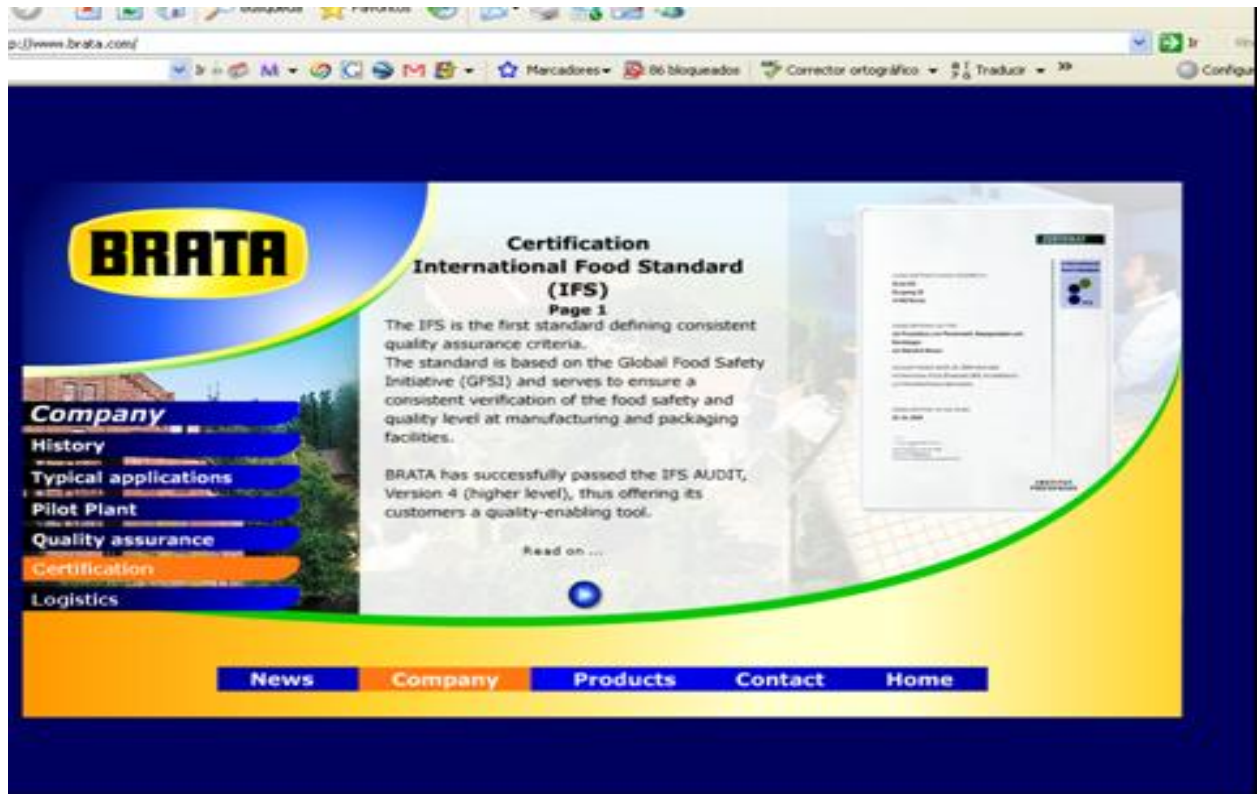 Búsqueda Favoritos
p://www.brata.com/
Ir
Ir
Marcadores
86 bloqueados
Corrector ortográfico
Traducir
Configu
BRATA
Certification
International Food Standard
(IFS)
Page 1
The IFS is the first standard defining consistent
quality assurance criteria.
The standard is based on the Global Food Safety
Initiative (GFSI) and serves to ensure a
consistent verification of the food safety and
quality level at manufacturing and packaging
facilities.
BRATA has successfully passed the IFS AUDIT,
Version 4 (higher level), thus offering its
customers a quality-enabling tool.
Read on ...
Company
History
Typical applications
Pilot Plant
Quality assurance
Certification
Logistics
News
Company
Products
Contact
Home